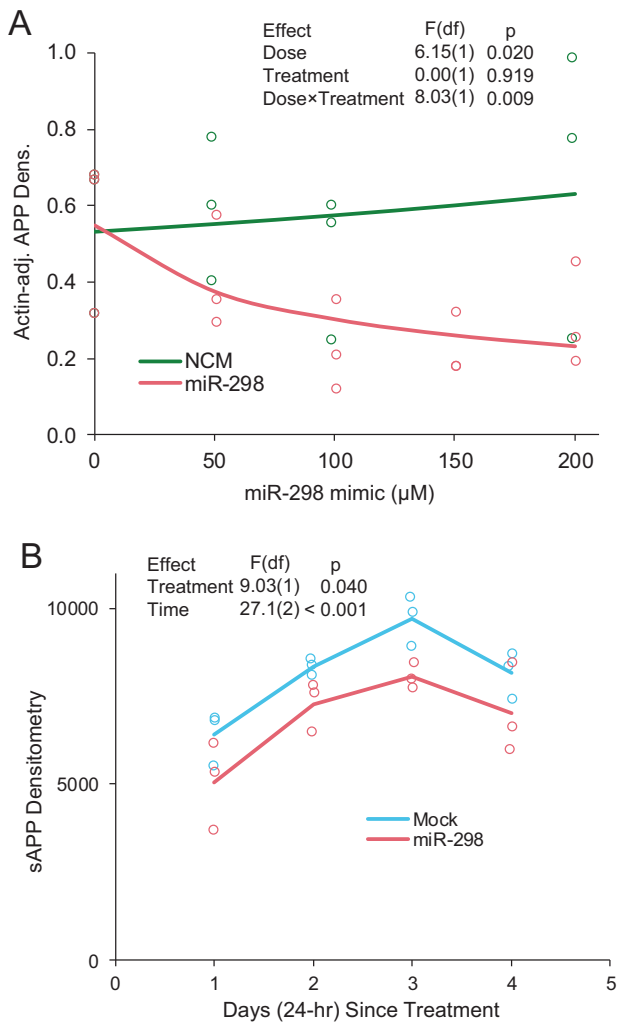 A
Effect F(df) p
Dose 6.15(1) 0.020
Treatment 0.00(1) 0.919
Dose×Treatment 8.03(1) 0.009
1.0
0.8
0.6
0.4
0.2
0.0
Actin-adj. APP Dens.
NCM
miR-298
0 50 100 150 200
miR-298 mimic (µM)
B
Effect F(df) p
Treatment 9.03(1) 0.040
Time 27.1(2) < 0.001
10000
5000
0
sAPP Densitometry
Mock
miR-298
0 1 2 3 4 5
Days (24-hr) Since Treatment